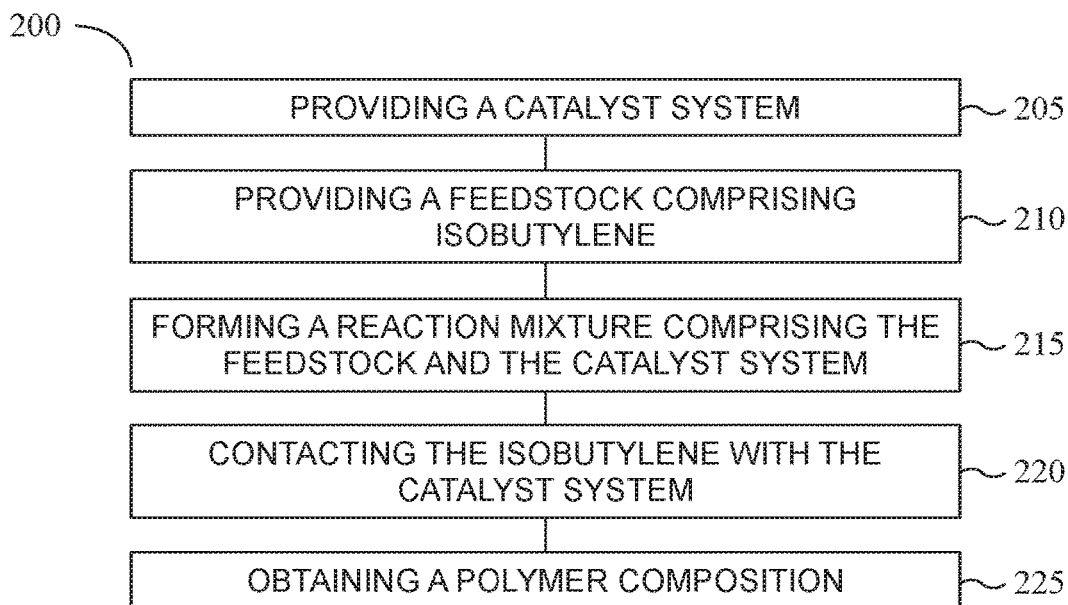 200
PROVIDING A CATALYST SYSTEM
205
PROVIDING A FEEDSTOCK COMPRISING
ISOBUTYLENE
210
FORMING A REACTION MIXTURE COMPRISING THE
FEEDSTOCK AND THE CATALYST SYSTEM
215
CONTACTING THE ISOBUTYLENE WITH THE
CATALYST SYSTEM
220
OBTAINING A POLYMER COMPOSITION
225